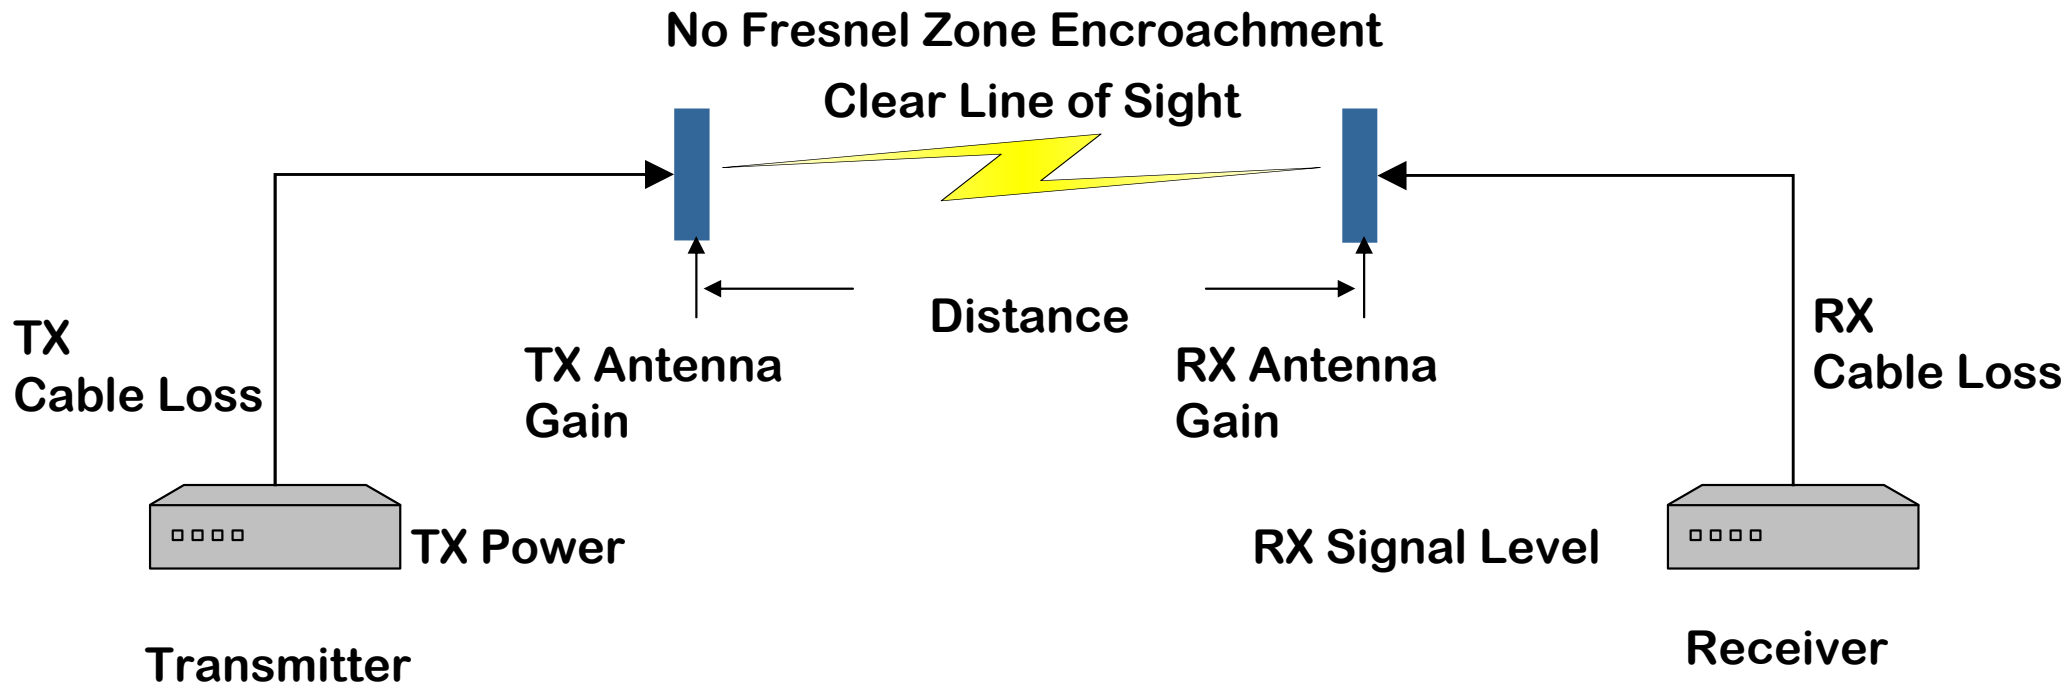 No Fresnel Zone Encroachment
Clear Line of Sight
Distance
TX
Cable Loss
TX Antenna
Gain
RX Antenna
Gain
RX
Cable Loss
TX Power
RX Signal Level
Transmitter
Receiver